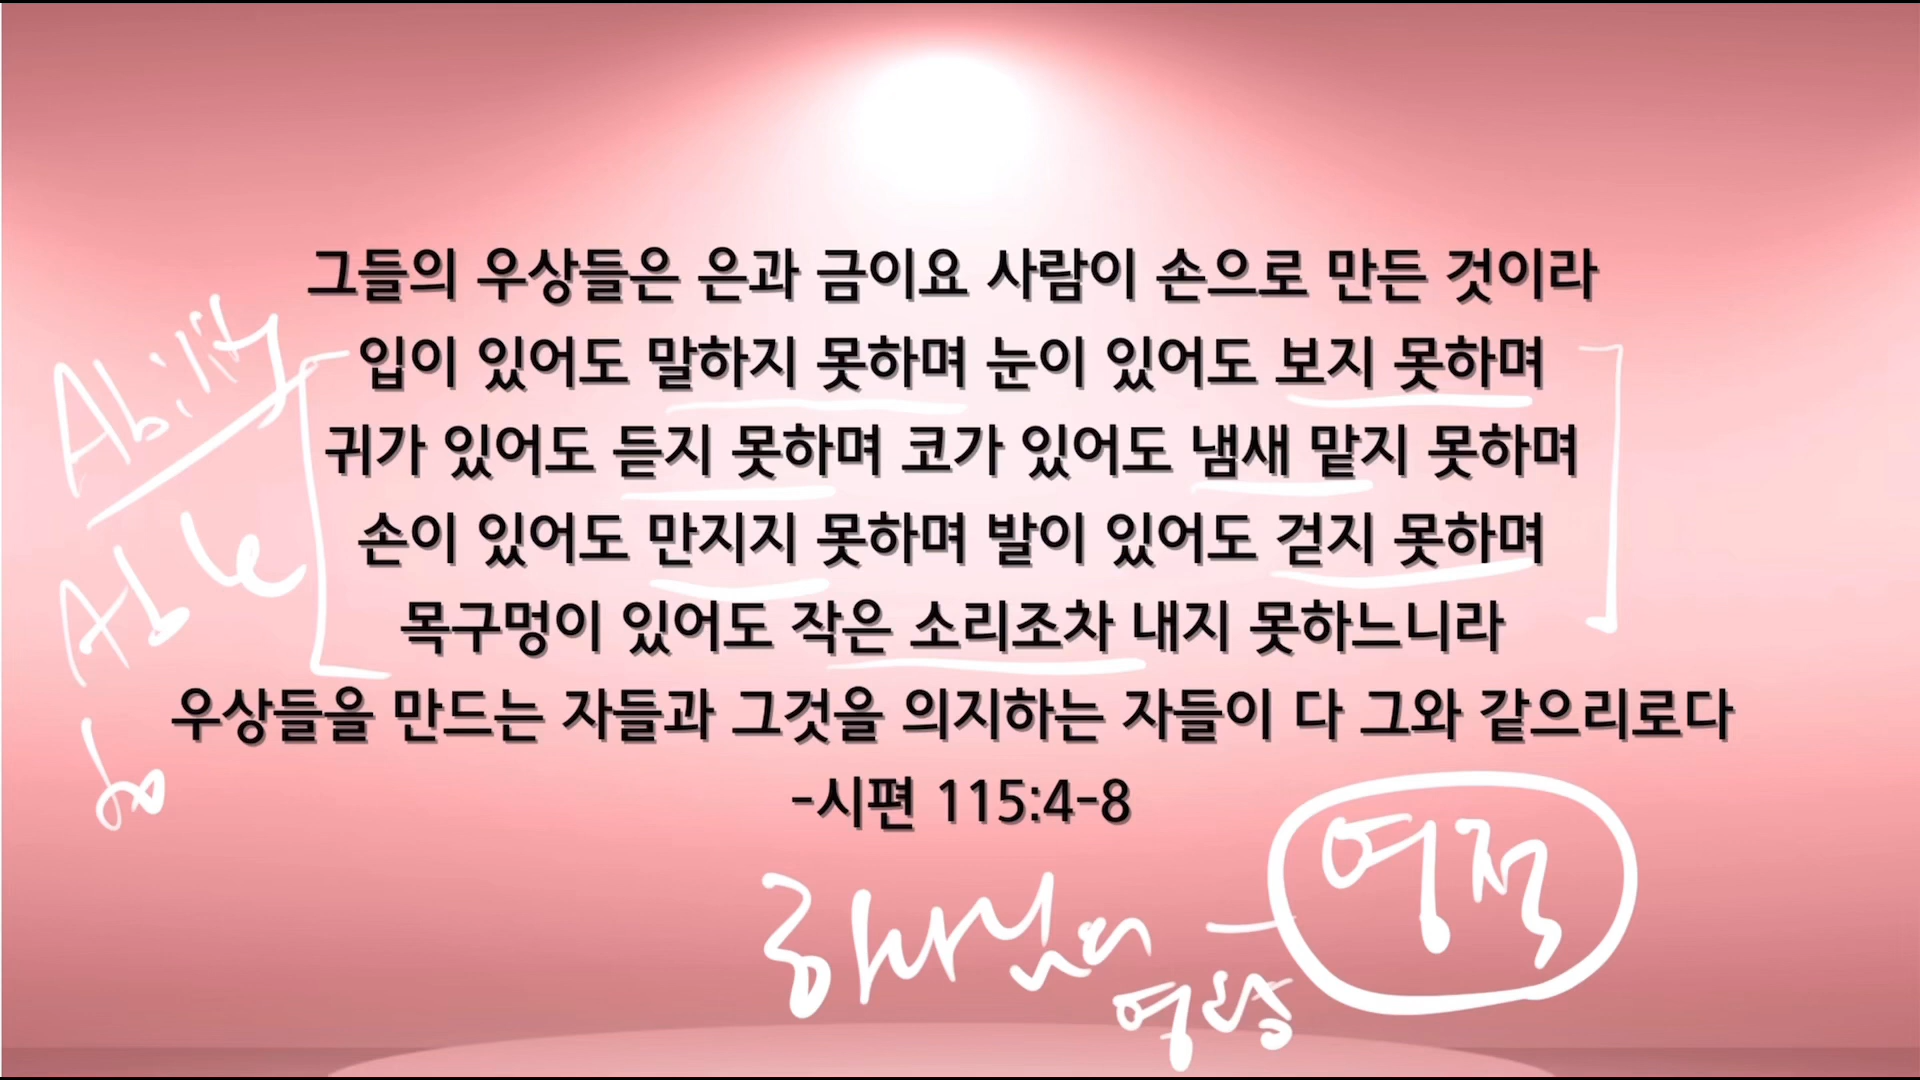 그들의 우상들은 은과 금이요 사람이 손으로 만든 것이라
입이 있어도 말하지 못하며 눈이 있어도 보지 못하며
귀가 있어도 듣지 못하며 코가 있어도 냄새 맡지 못하며
손이 있어도 만지지 못하며 발이 있어도 걷지 못하며
목구멍이 있어도 작은 소리조차 내지 못하느니라
우상들을 만드는 자들과 그것을 의지하는 자들이 다 그와 같으리로다
-시편 115:4-8
Ability
Able
to
하나님의